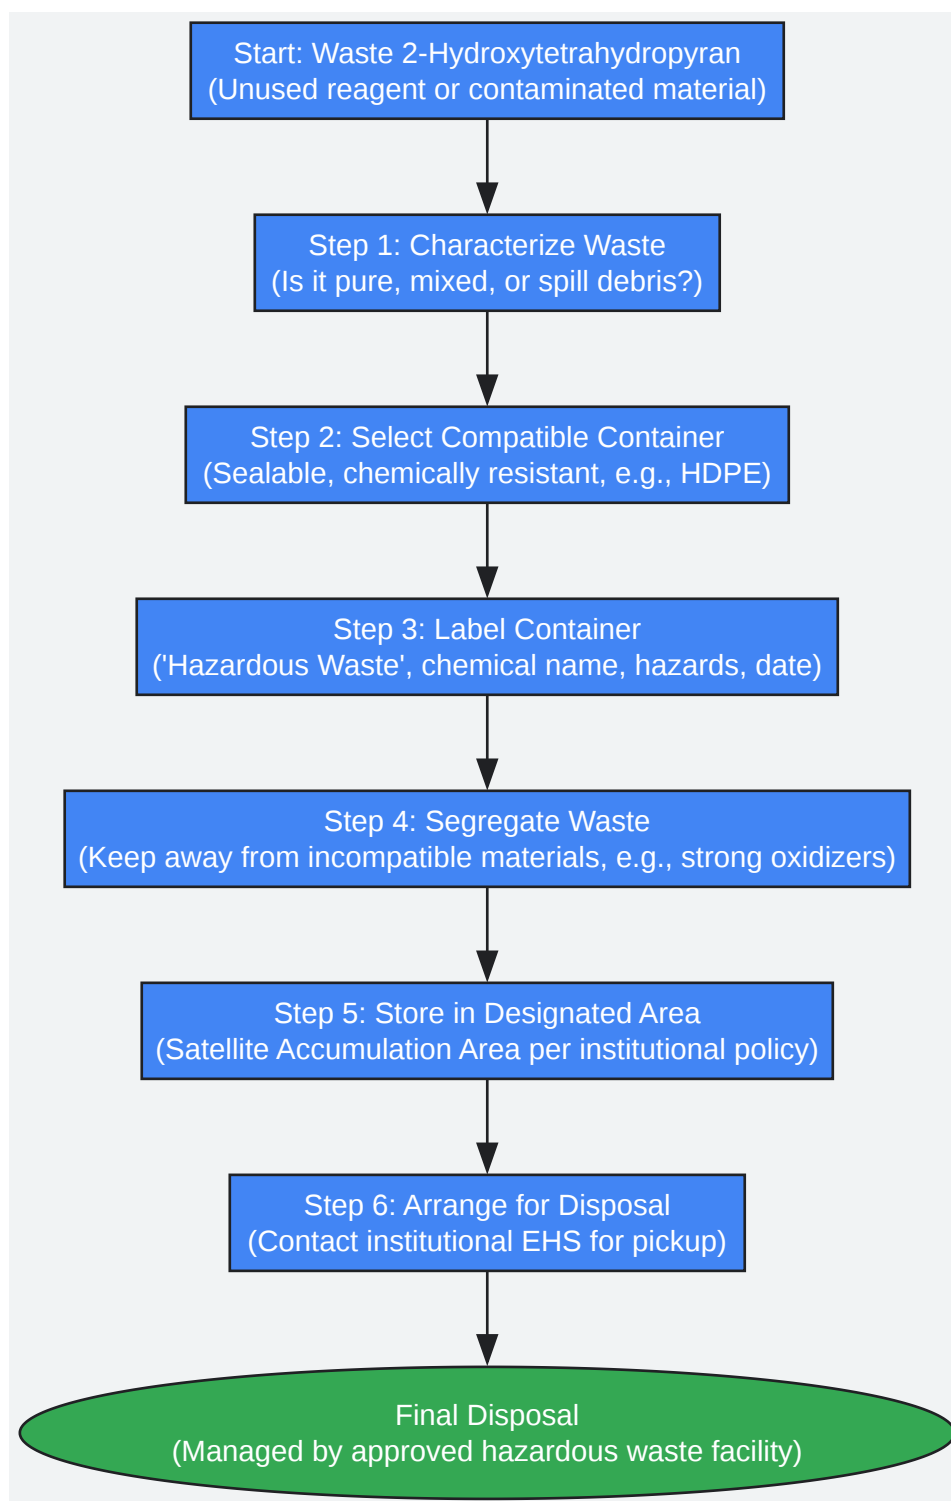 Start: Waste 2-Hydroxytetrahydropyran
(Unused reagent or contaminated material)
Step 1: Characterize Waste
(Is it pure, mixed, or spill debris?)
Step 2: Select Compatible Container
(Sealable, chemically resistant, e.g., HDPE)
Step 3: Label Container
('Hazardous Waste', chemical name, hazards, date)
Step 4: Segregate Waste
(Keep away from incompatible materials, e.g., strong oxidizers)
Step 5: Store in Designated Area
(Satellite Accumulation Area per institutional policy)
Step 6: Arrange for Disposal
(Contact institutional EHS for pickup)
Final Disposal
(Managed by approved hazardous waste facility)